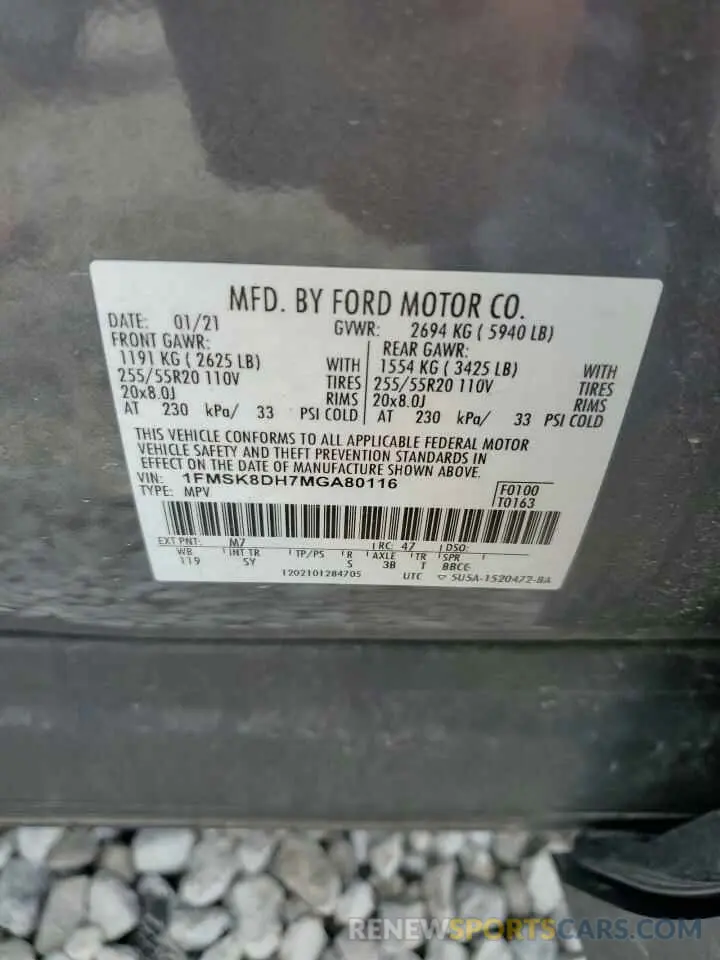 MFD. BY FORD MOTOR CO.
DATE: 01/21 GVWR: 2694 KG ( 5940 LB)
FRONT GAWR: REAR GAWR:
1191 KG ( 2625 LB) WITH 1554 KG ( 3425 LB) WITH
255/55R20 110V TIRES 255/55R20 110V TIRES
20x8.0J RIMS 20x8.0J RIMS
AT 230 kPa/ 33 PSI COLD AT 230 kPa/ 33 PSI COLD
THIS VEHICLE CONFORMS TO ALL APPLICABLE FEDERAL MOTOR
VEHICLE SAFETY AND THEFT PREVENTION STANDARDS IN
EFFECT ON THE DATE OF MANUFACTURE SHOWN ABOVE.
VIN: 1FMSK8DH7MGA80116 F0100
TYPE: MPV T0163
EXT PNT: M7 RC: 47 DSO:
WB INT TR TP/PS R AXLE TR SPR
119 5Y S 3B T BBCG
1202101284705 UTC SU5A-1520472-BA
RENEWSPORTSCARS.COM